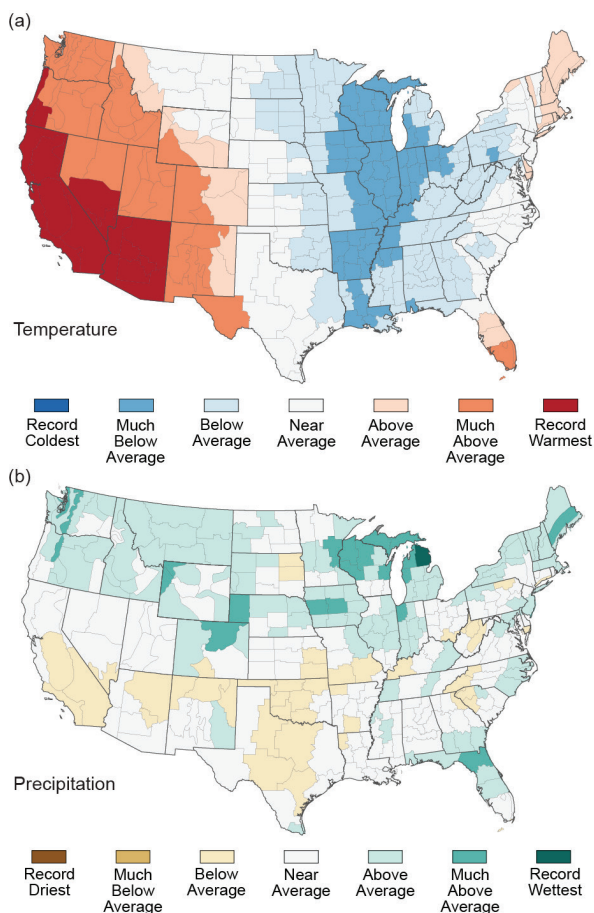 (a)
Temperature
Record Coldest
Much Below Average
Below Average
Near Average
Above Average
Much Above Average
Record Warmest
(b)
Precipitation
Record Driest
Much Below Average
Below Average
Near Average
Above Average
Much Above Average
Record Wettest